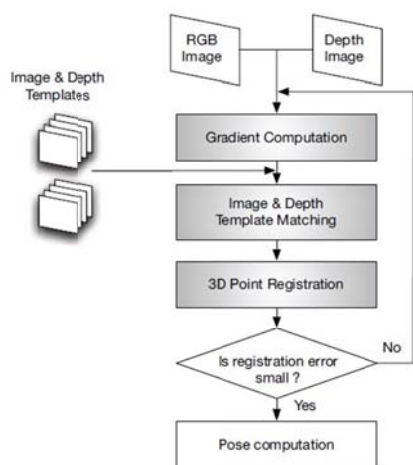 RGB
Image
Depth
Image
Image & Depth
Templates
Gradient Computation
Image & Depth
Template Matching
3D Point Registration
Is registration error
small ?
No
Yes
Pose computation